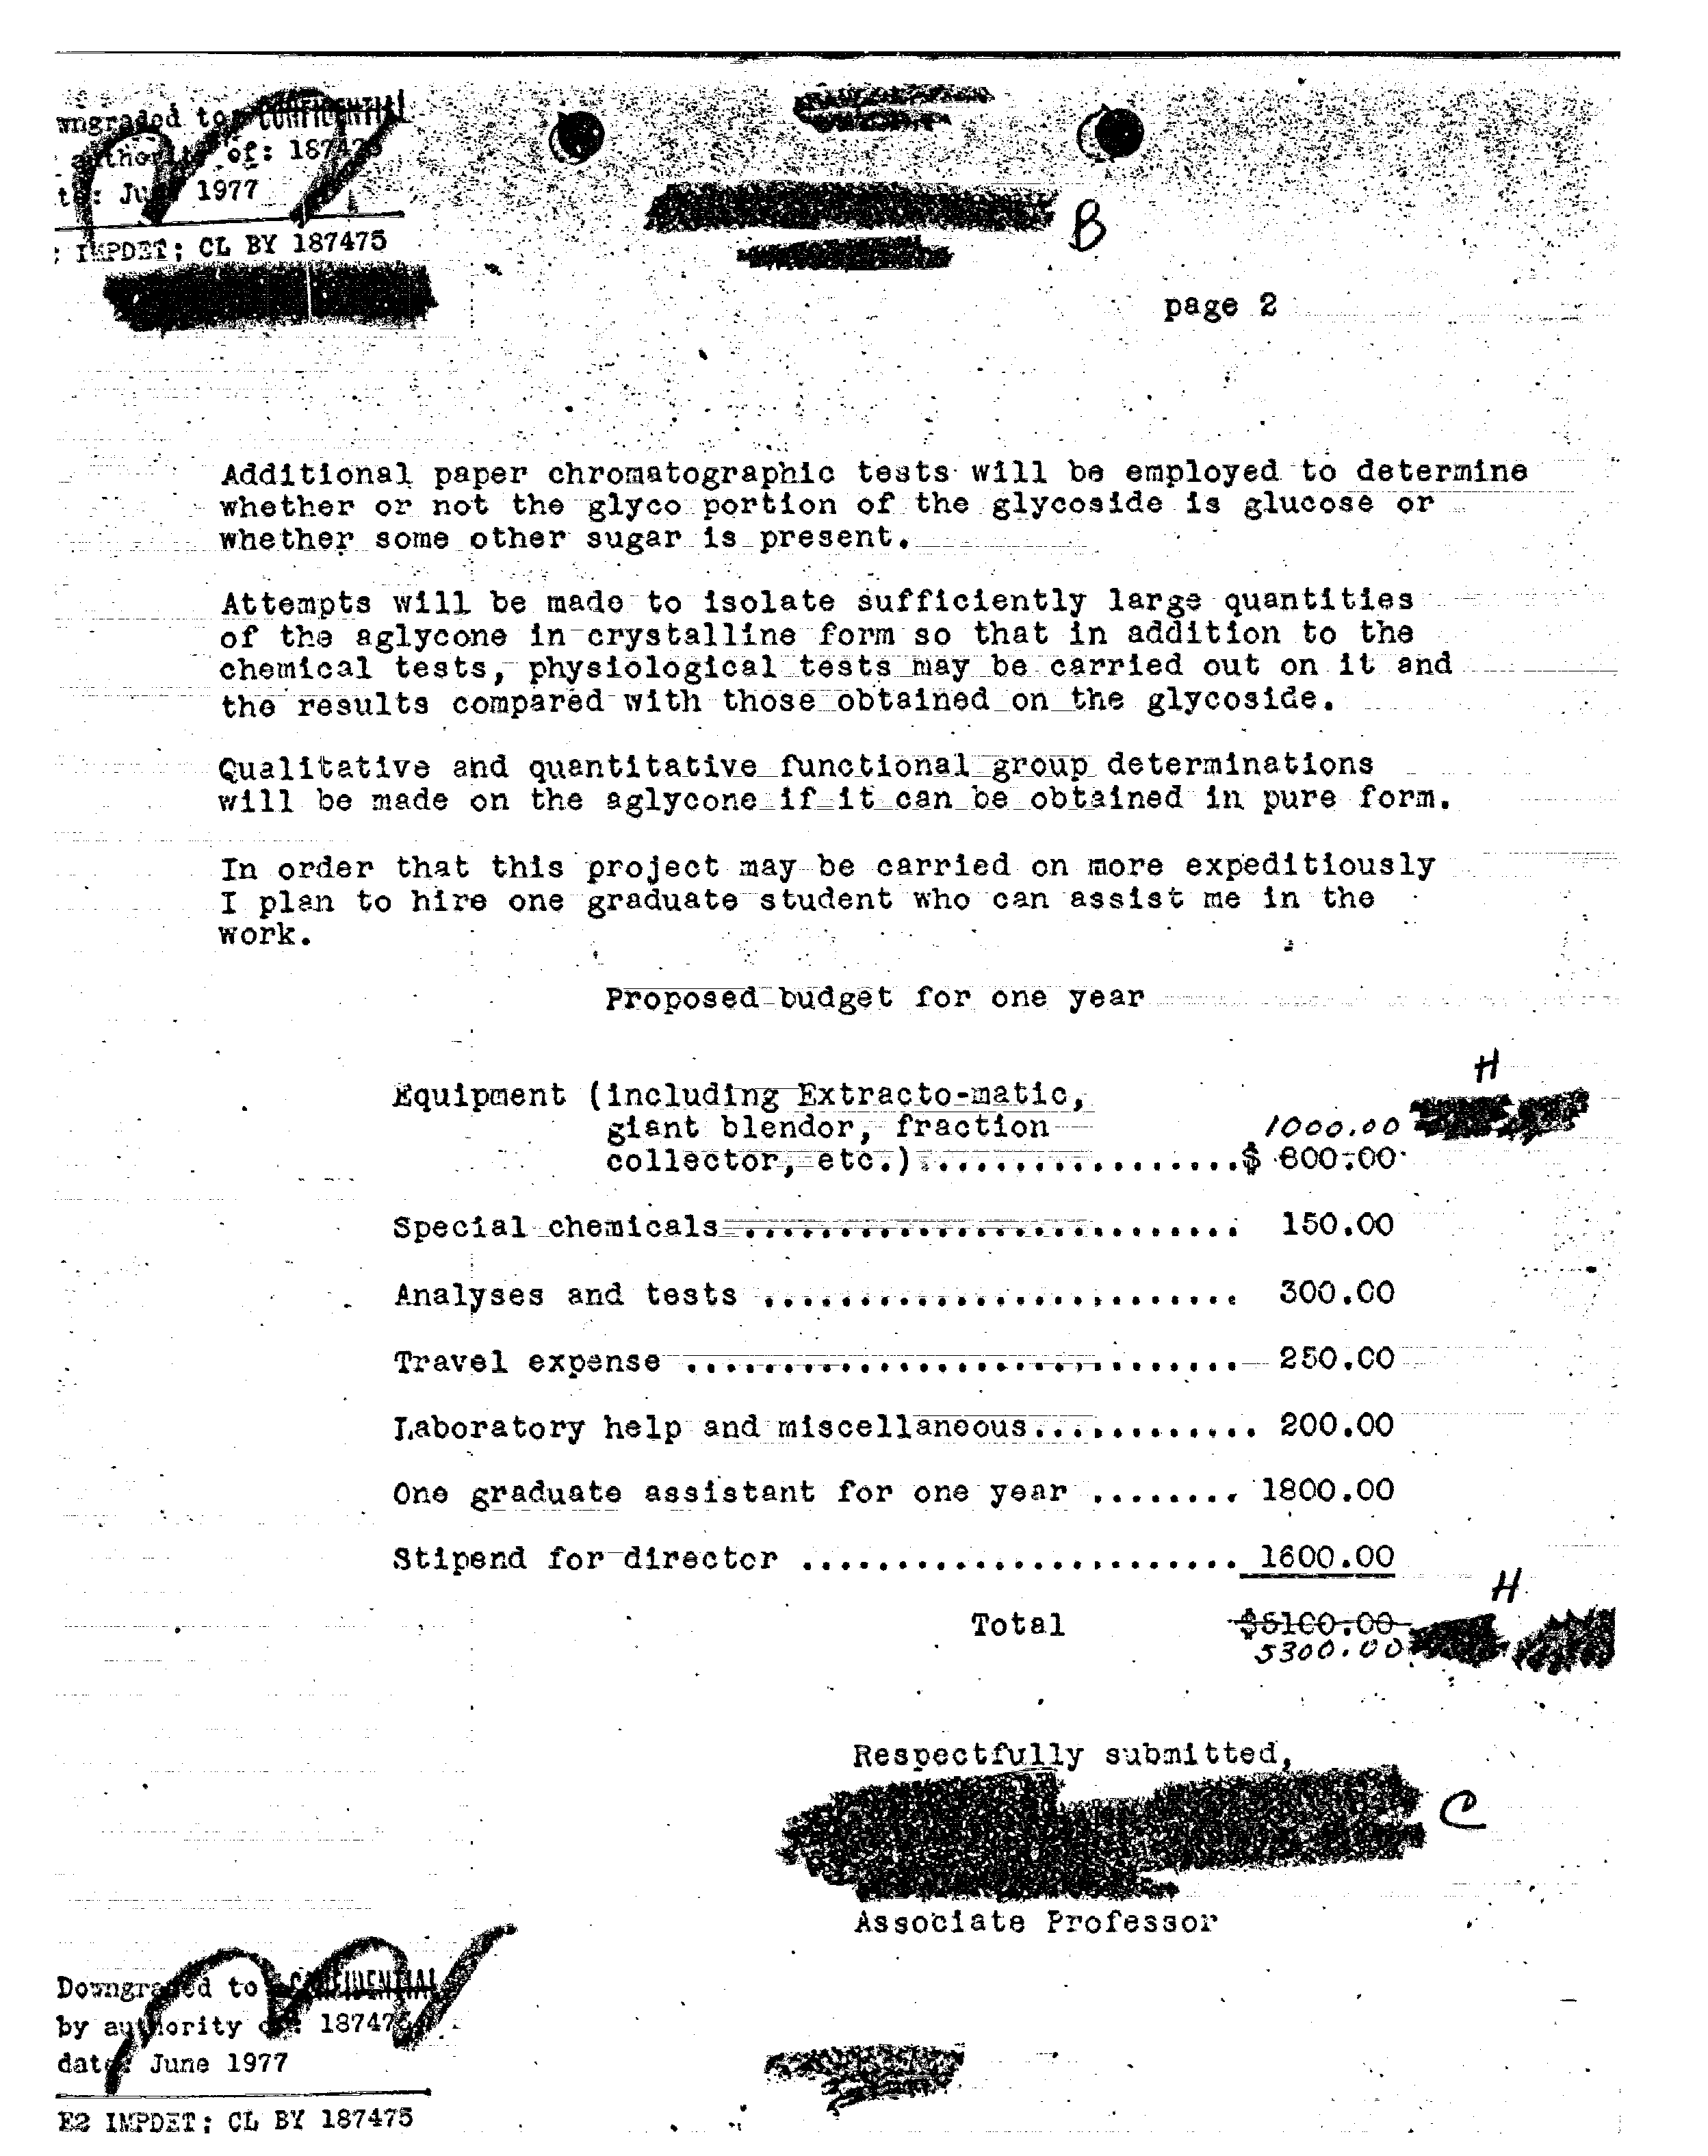 wngraded to: CONFIDENTIAL
authority of: 187475
1977
; IMPDET; CL BY 187475
B
page 2
Additional paper chromatographic tests will be employed to determine
whether or not the glyco portion of the glycoside is glucose or
whether some other sugar is present.
Attempts will be made to isolate sufficiently large quantities
of the aglycone in crystalline form so that in addition to the
chemical tests, physiological tests may be carried out on it and
the results compared with those obtained on the glycoside.
Qualitative and quantitative functional group determinations
will be made on the aglycone if it can be obtained in pure form.
In order that this project may be carried on more expeditiously
I plan to hire one graduate student who can assist me in the
work.
Proposed budget for one year
H
Equipment (including Extracto-matic,
giant blendor, fraction 1000.00
collector, etc.)................$ 800.00
Special chemicals .......................... 150.00
Analyses and tests ......................... 300.00
Travel expense ............................. 250.00
Laboratory help and miscellaneous............ 200.00
One graduate assistant for one year ........ 1800.00
Stipend for director ....................... 1600.00
H
Total $5100.00
5300.00
Respectfully submitted,
C
Associate Professor
Downgraded to: CONFIDENTIAL
by authority of: 187475
date: June 1977
E2 IMPDET; CL BY 187475